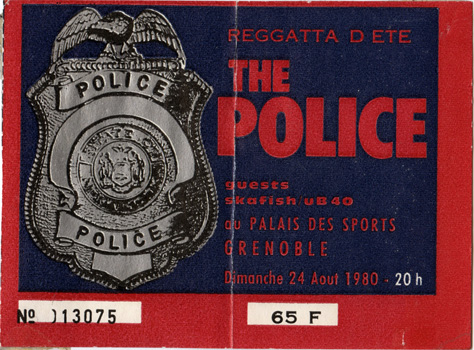 REGGATTA D ETE
THE
POLICE
guests
skafish uB40
au PALAIS DES SPORTS
GRENOBLE
Dimanche 24 Aout 1980 - 20 h
POLICE
POLICE
Nº 013075
65 F